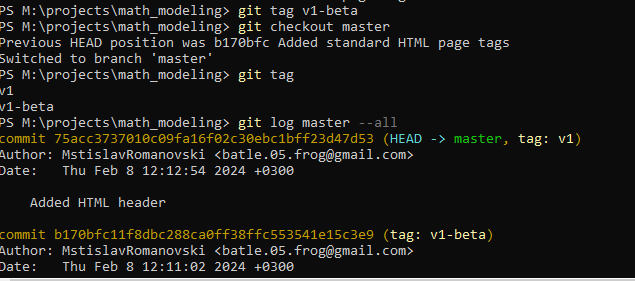 PS M:\projects\math_modeling> git tag v1-beta
PS M:\projects\math_modeling> git checkout master
Previous HEAD position was b170bfc Added standard HTML page tags
Switched to branch 'master'
PS M:\projects\math_modeling> git tag
v1
v1-beta
PS M:\projects\math_modeling> git log master --all
commit 75acc3737010c09fa16f02c30ebc1bff23d47d53 (HEAD -> master, tag: v1)
Author: MstislavRomanovski <batle.05.frog@gmail.com>
Date:   Thu Feb 8 12:12:54 2024 +0300
    Added HTML header
commit b170bfc11f8dbc288ca0ff38ffc553541e15c3e9 (tag: v1-beta)
Author: MstislavRomanovski <batle.05.frog@gmail.com>
Date:   Thu Feb 8 12:11:02 2024 +0300